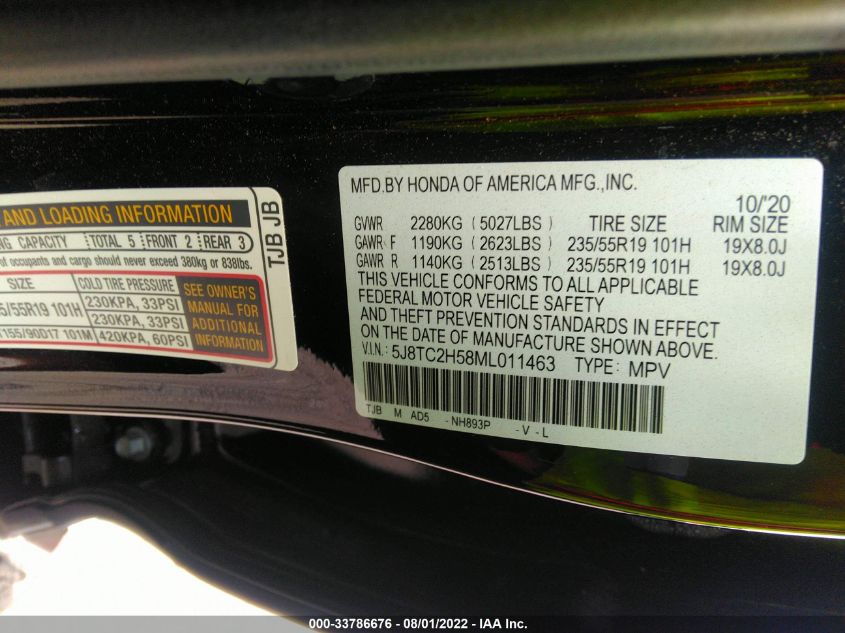 AND LOADING INFORMATION
CAPACITY TOTAL 5 FRONT 2 REAR 3
of occupants and cargo should never exceed 380kg or 838lbs.
SIZE COLD TIRE PRESSURE SEE OWNER'S MANUAL FOR ADDITIONAL INFORMATION
5/55R19 101H 230KPA, 33PSI
230KPA, 33PSI
T155/90D17 101M 420KPA, 60PSI
TJB JB
MFD.BY HONDA OF AMERICA MFG.,INC. 10/'20
GVWR 2280KG (5027LBS) TIRE SIZE RIM SIZE
GAWR F 1190KG (2623LBS) 235/55R19 101H 19X8.0J
GAWR R 1140KG (2513LBS) 235/55R19 101H 19X8.0J
THIS VEHICLE CONFORMS TO ALL APPLICABLE
FEDERAL MOTOR VEHICLE SAFETY
AND THEFT PREVENTION STANDARDS IN EFFECT
ON THE DATE OF MANUFACTURE SHOWN ABOVE.
V.I.N.: 5J8TC2H58ML011463 TYPE: MPV
TJB M AD5 -NH893P -V -L
000-33786676 - 08/01/2022 - IAA Inc.